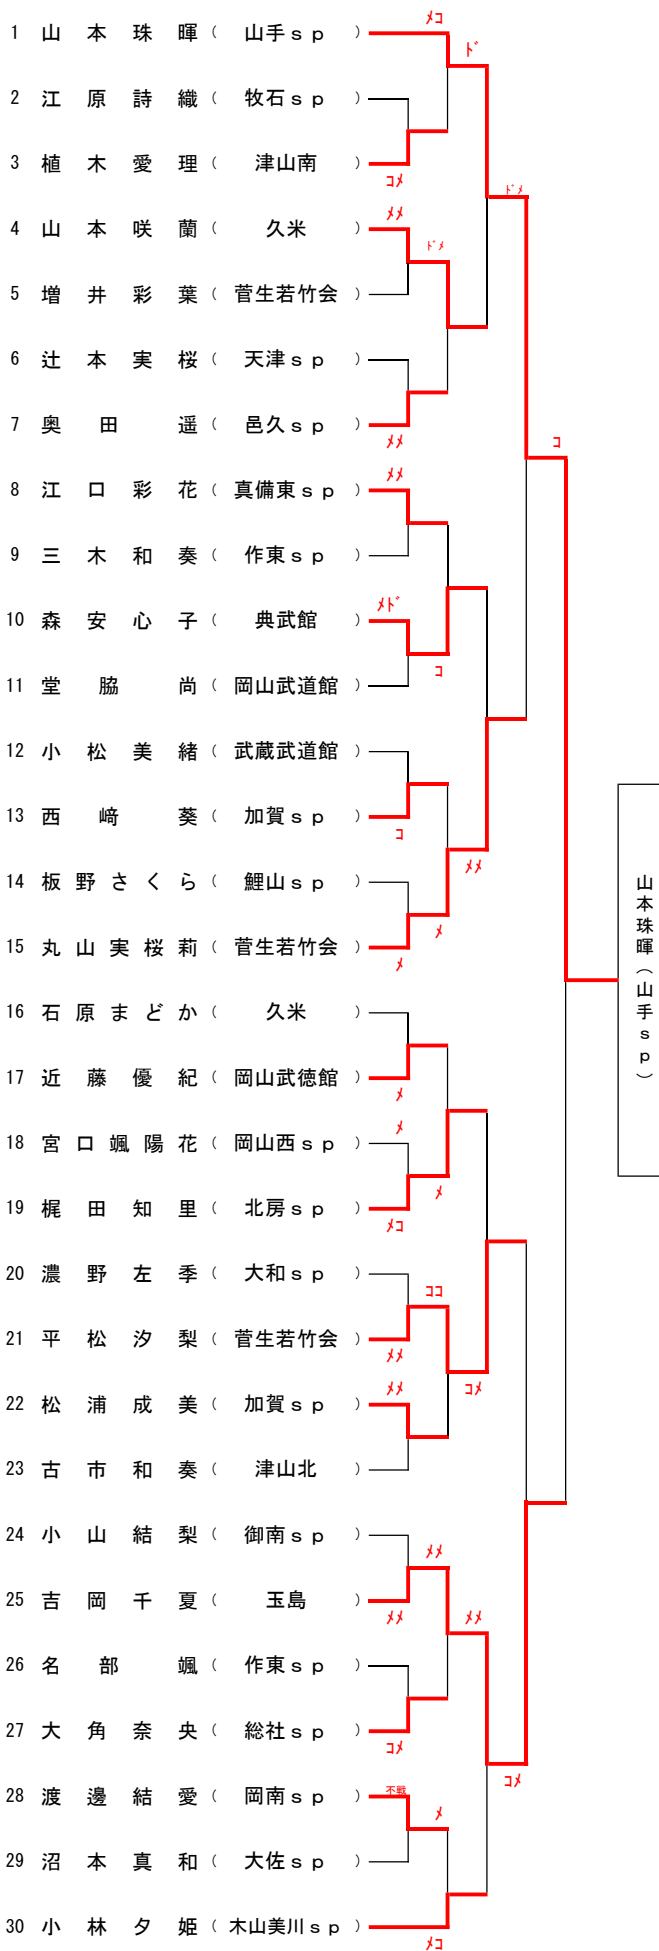 メコ
1 山本珠暉（山手ｓｐ）
ド
2 江原詩織（牧石ｓｐ）
3 植木愛理（津山南）
コメ
ドメ
メメ
4 山本咲蘭（久米）
ドメ
5 増井彩葉（菅生若竹会）
6 辻本実桜（天津ｓｐ）
7 奥田遥（邑久ｓｐ）
メメ
コ
メメ
8 江口彩花（真備東ｓｐ）
9 三木和奏（作東ｓｐ）
メド
10 森安心子（典武館）
コ
11 堂脇尚（岡山武道館）
12 小松美緒（武蔵武道館）
13 西﨑葵（加賀ｓｐ）
コ
メメ
14 板野さくら（鯉山ｓｐ）
メ
15 丸山実桜莉（菅生若竹会）
メ
山本珠暉（山手ｓｐ）
16 石原まどか（久米）
17 近藤優紀（岡山武徳館）
メ
メ
18 宮口颯陽花（岡山西ｓｐ）
メ
19 梶田知里（北房ｓｐ）
メコ
20 濃野左季（大和ｓｐ）
ココ
21 平松汐梨（菅生若竹会）
メメ
メメ
コメ
22 松浦成美（加賀ｓｐ）
23 古市和奏（津山北）
24 小山結梨（御南ｓｐ）
メメ
25 吉岡千夏（玉島）
メメ
メメ
26 名部颯（作東ｓｐ）
27 大角奈央（総社ｓｐ）
コメ
コメ
不戦
28 渡邊結愛（岡南ｓｐ）
メ
29 沼本真和（大佐ｓｐ）
30 小林夕姫（木山美川ｓｐ）
メコ